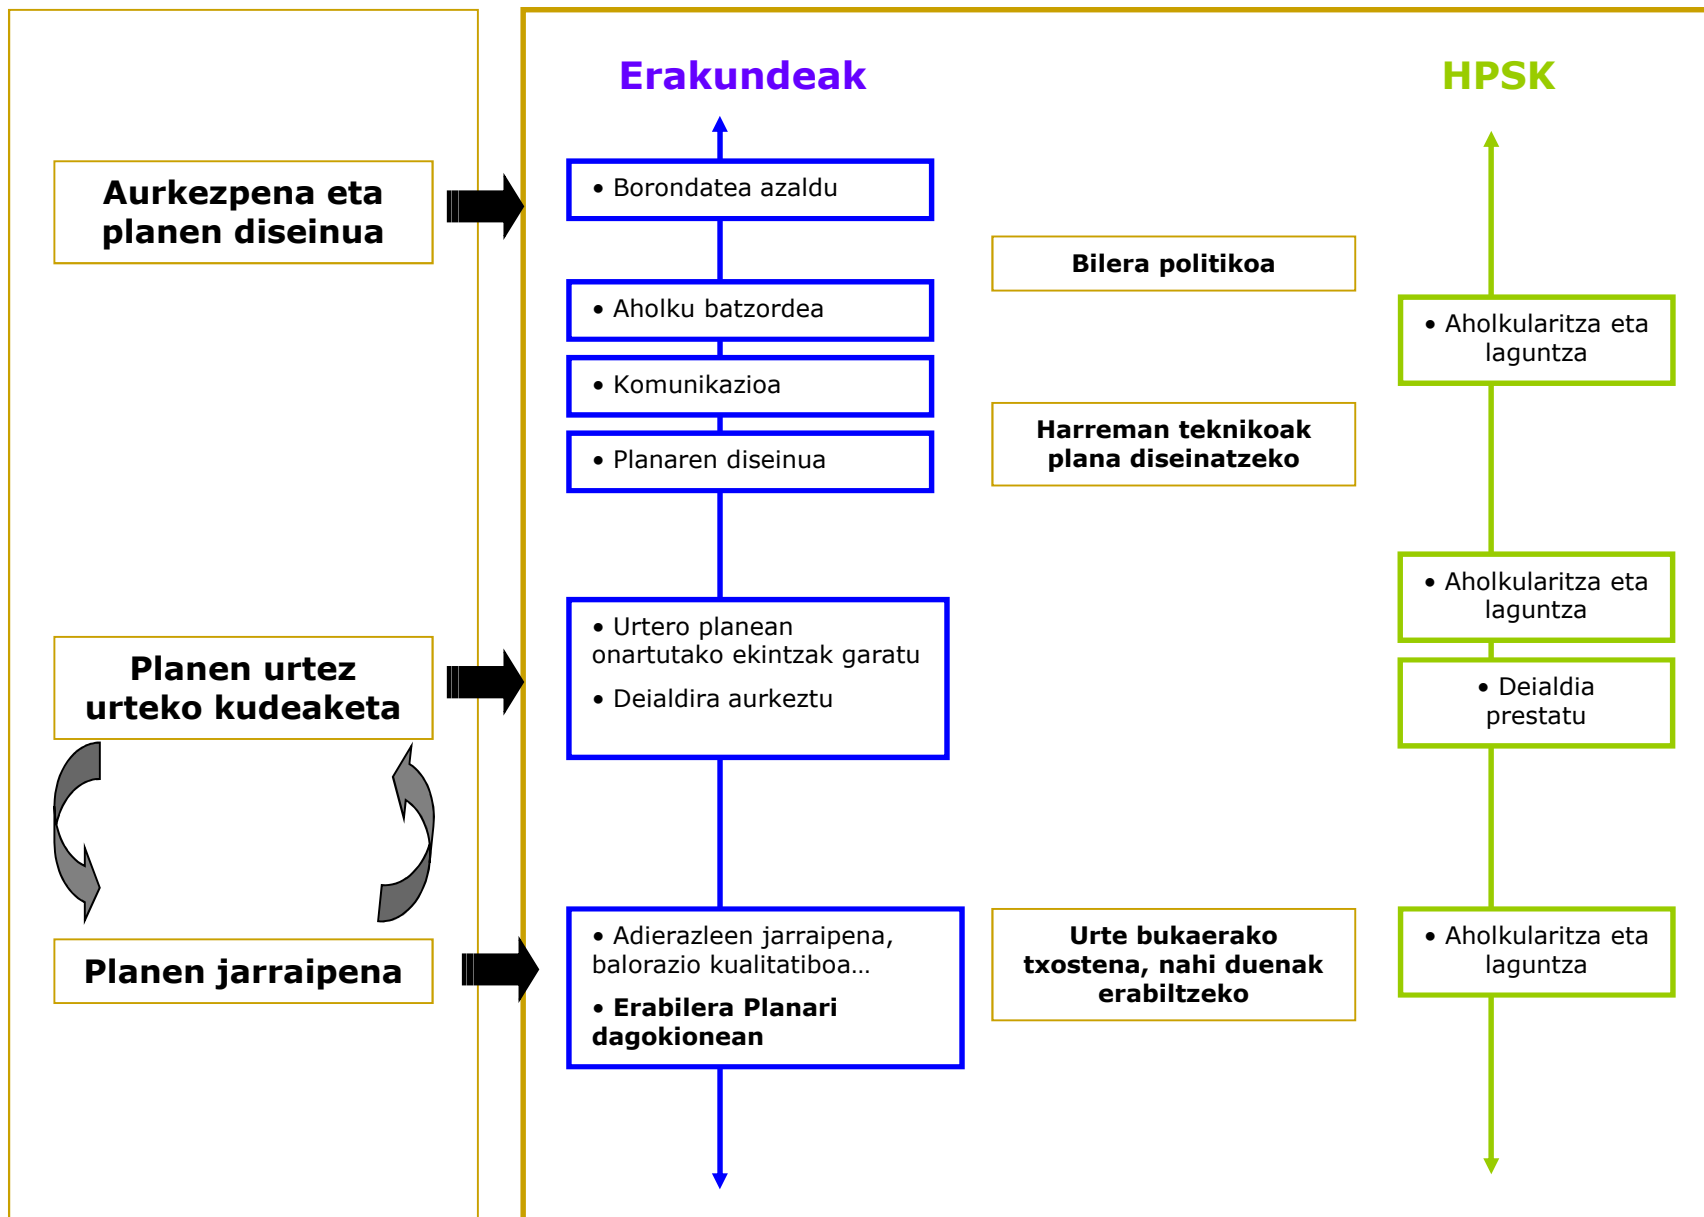 Erakundeak
HPSK
Aurkezpena eta
planen diseinua
• Borondatea azaldu
Bilera politikoa
• Aholku batzordea
• Aholkularitza eta
laguntza
• Komunikazioa
Harreman teknikoak
plana diseinatzeko
• Planaren diseinua
• Aholkularitza eta
laguntza
Planen urtez
urteko kudeaketa
• Urtero planean
onartutako ekintzak garatu
• Deialdira aurkeztu
• Deialdia
prestatu
Planen jarraipena
• Adierazleen jarraipena,
balorazio kualitatiboa…
• Erabilera Planari
dagokionean
Urte bukaerako
txostena, nahi duenak
erabiltzeko
• Aholkularitza eta
laguntza